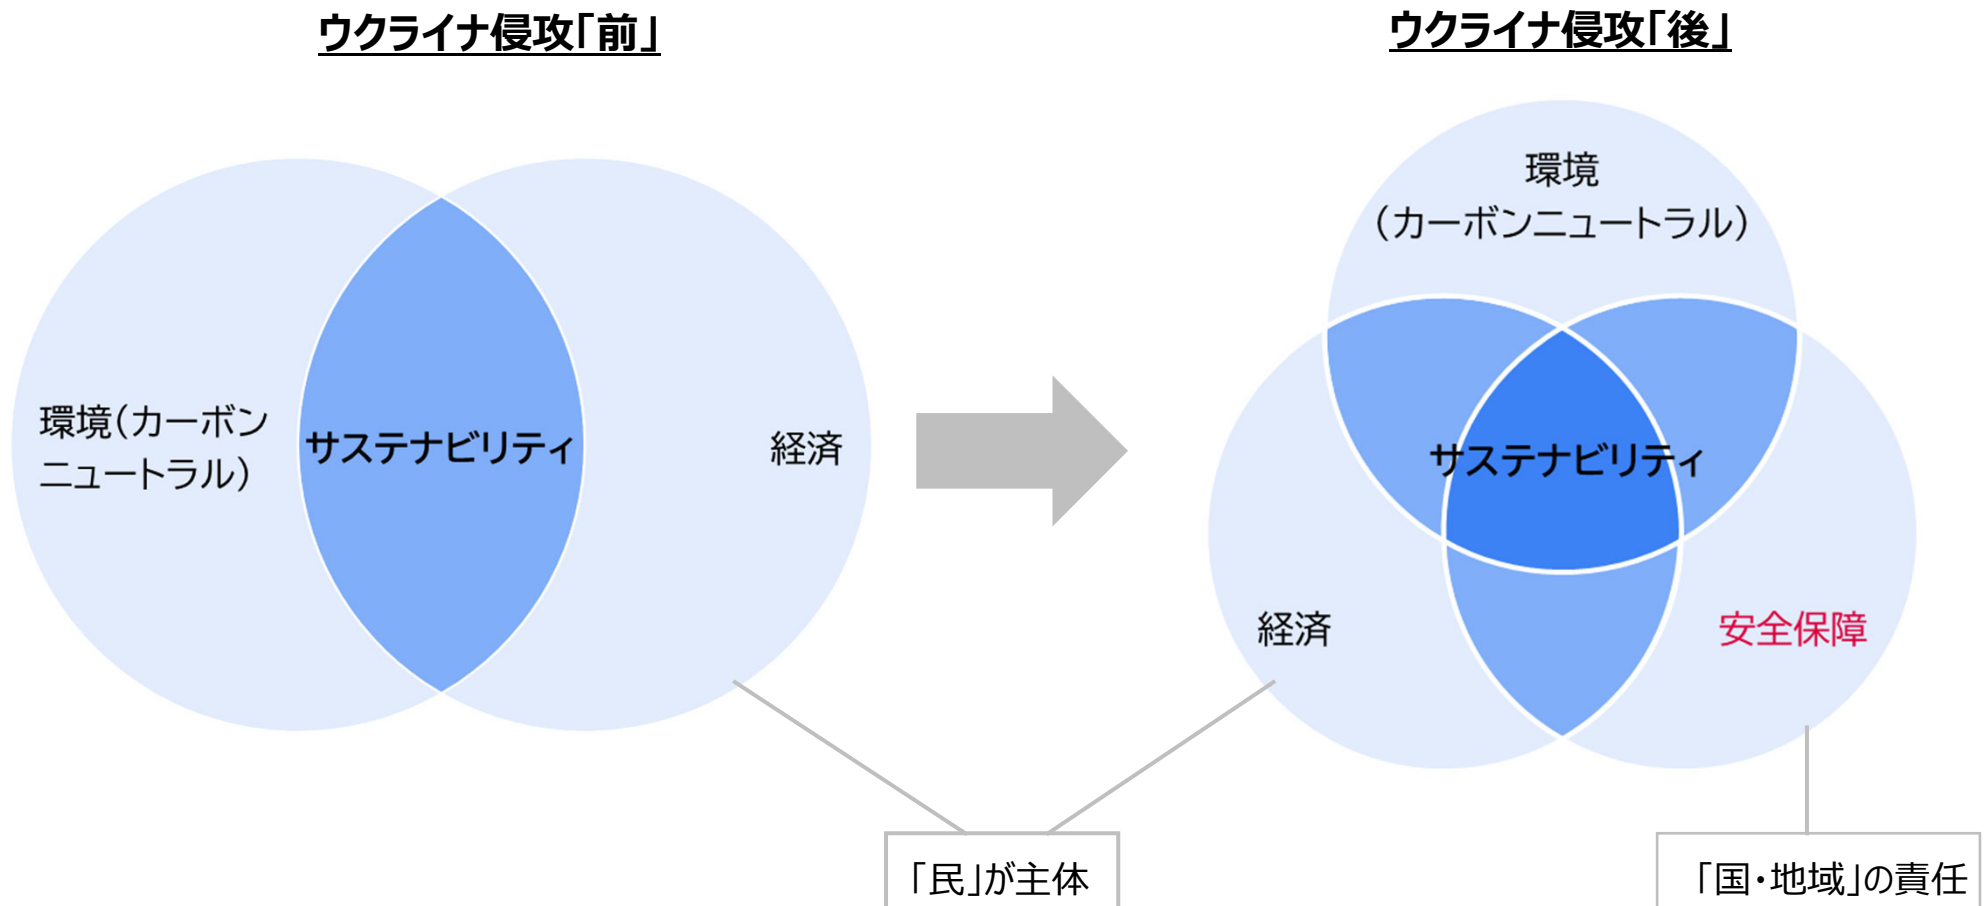 ウクライナ侵攻「前」
環境(カーボン
ニュートラル)
サステナビリティ
経済
ウクライナ侵攻「後」
環境
(カーボンニュートラル)
サステナビリティ
経済
安全保障
「民」が主体
「国・地域」の責任